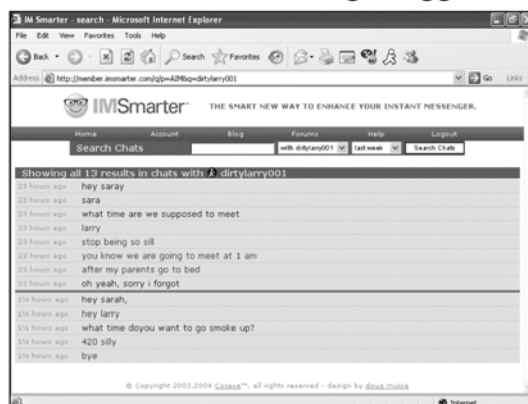 IM Smarter - search - Microsoft Internet Explorer
File Edit View Favorites Tools Help
Back Search Favorites
Address http://member.imsmarter.com/q/p=AIM&q=dirtylarry001 Go Links
IMSmarter THE SMART NEW WAY TO ENHANCE YOUR INSTANT MESSENGER.
Home Account Blog Forums Help Logout
Search Chats with dirtylarry001 last week Search Chats
Showing all 13 results in chats with dirtylarry001
23 hours ago hey saray
23 hours ago sara
23 hours ago what time are we supposed to meet
23 hours ago larry
23 hours ago stop being so sill
23 hours ago you know we are going to meet at 1 am
23 hours ago after my parents go to bed
23 hours ago oh yeah, sorry i forgot
1½ hours ago hey sarah,
1½ hours ago hey larry
1½ hours ago what time doyou want to go smoke up?
1½ hours ago 420 silly
1½ hours ago bye
© Copyright 2003,2004 ™, all rights reserved - design by doug
Internet